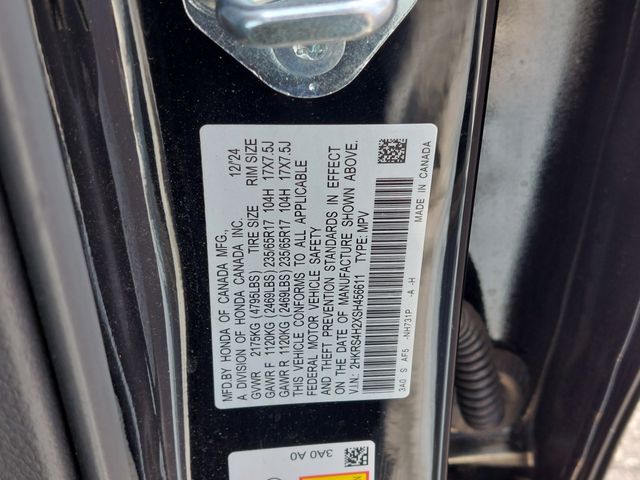 MFD.BY HONDA OF CANADA MFG., 12/24
A DIVISION OF HONDA CANADA INC.
GVWR 2175KG (4795LBS) TIRE SIZE RIM SIZE
GAWR F 1120KG (2469LBS) 235/65R17 104H 17X7.5J
GAWR R 1120KG (2469LBS) 235/65R17 104H 17X7.5J
THIS VEHICLE CONFORMS TO ALL APPLICABLE
FEDERAL MOTOR VEHICLE SAFETY
AND THEFT PREVENTION STANDARDS IN EFFECT
ON THE DATE OF MANUFACTURE SHOWN ABOVE.
V.I.N.: 2HKRS4H2XSH456611 TYPE: MPV
3A0 S AF5 -NH731P -A -H MADE IN CANADA
3A0 A0